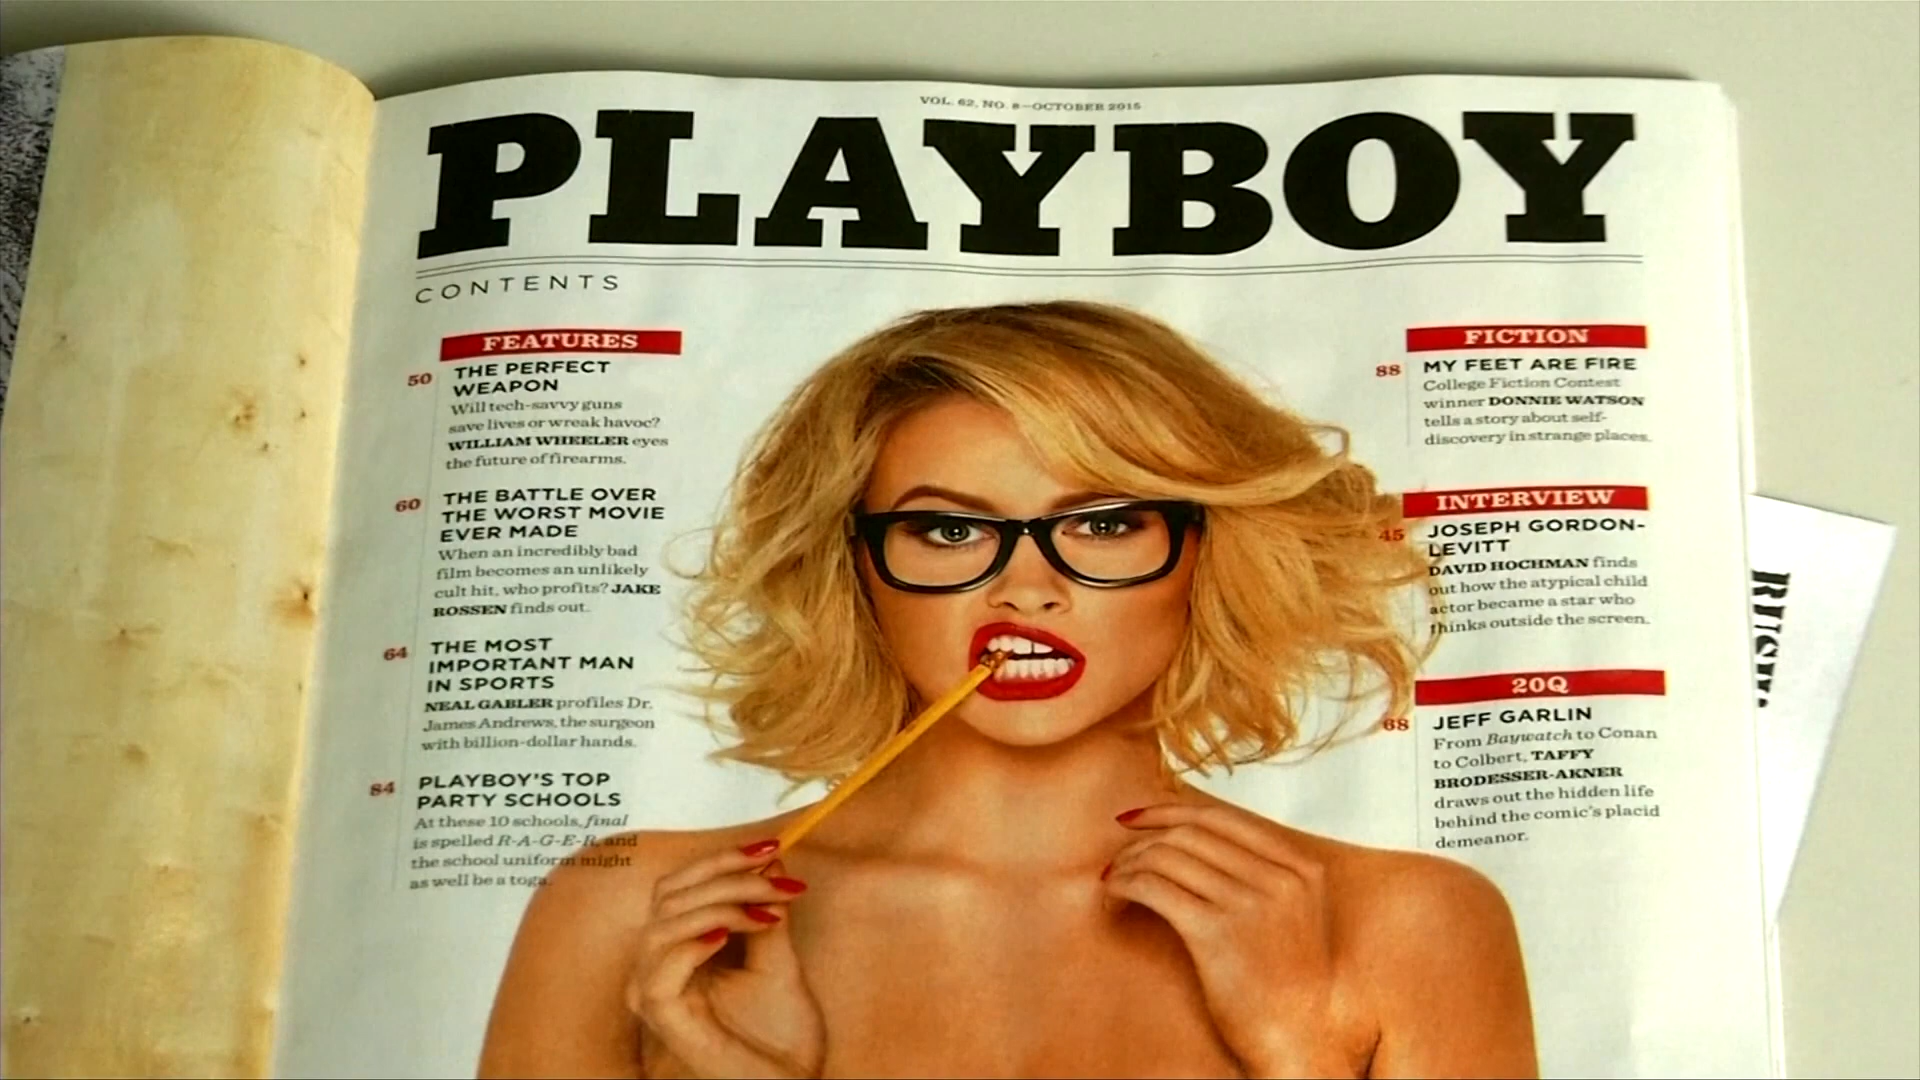 VOL. 62, NO. 8—OCTOBER 2015
PLAYBOY
CONTENTS
FEATURES
50
THE PERFECT
WEAPON
Will tech-savvy guns
save lives or wreak havoc?
WILLIAM WHEELER eyes
the future of firearms.
60
THE BATTLE OVER
THE WORST MOVIE
EVER MADE
When an incredibly bad
film becomes an unlikely
cult hit, who profits? JAKE
ROSSEN finds out.
64
THE MOST
IMPORTANT MAN
IN SPORTS
NEAL GABLER profiles Dr.
James Andrews, the surgeon
with billion-dollar hands.
84
PLAYBOY'S TOP
PARTY SCHOOLS
At these 10 schools, final
is spelled R-A-G-E-R, and
the school uniform might
as well be a toga.
FICTION
88
MY FEET ARE FIRE
College Fiction Contest
winner DONNIE WATSON
tells a story about self-
discovery in strange places.
INTERVIEW
45
JOSEPH GORDON-
LEVITT
DAVID HOCHMAN finds
out how the atypical child
actor became a star who
thinks outside the screen.
20Q
68
JEFF GARLIN
From Baywatch to Conan
to Colbert, TAFFY
BRODESSER-AKNER
draws out the hidden life
behind the comic's placid
demeanor.